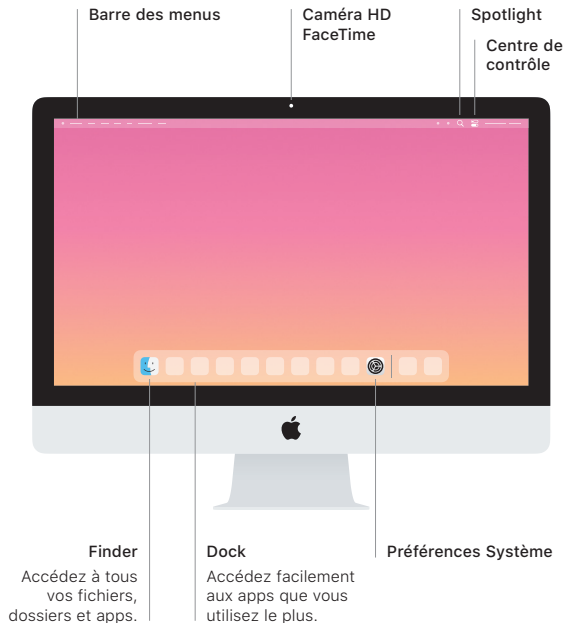 Barre des menus
Caméra HD
FaceTime
Spotlight
Centre de
contrôle
Finder
Accédez à tous
vos fichiers,
dossiers et apps.
Dock
Accédez facilement
aux apps que vous
utilisez le plus.
Préférences Système